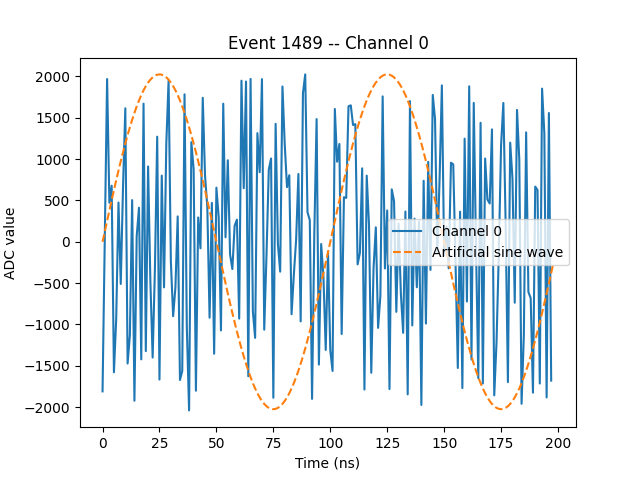 Event 1489 -- Channel 0
ADC value
2000
1500
1000
500
0
−500
−1000
−1500
−2000
Channel 0
Artificial sine wave
0 25 50 75 100 125 150 175 200
Time (ns)